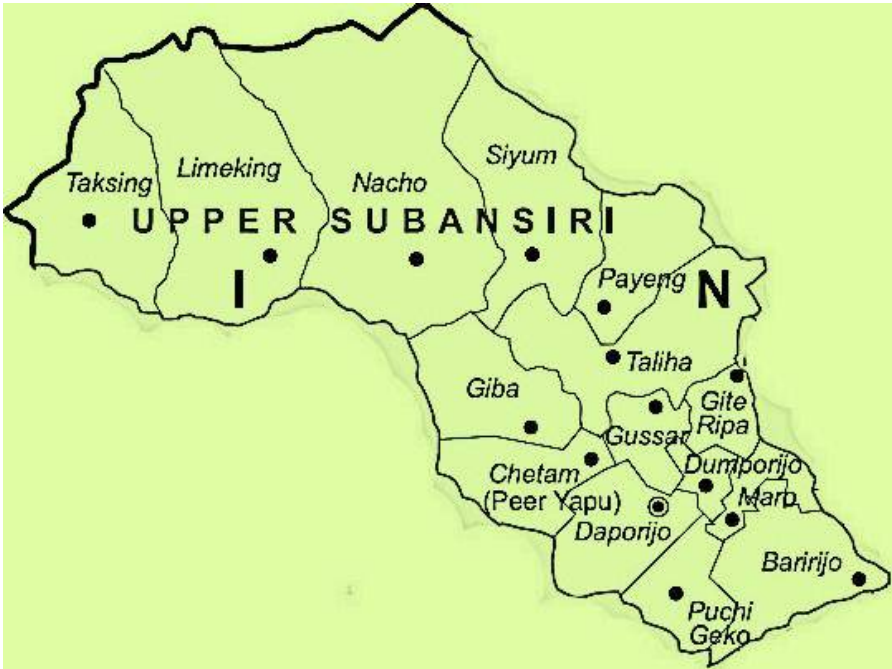 Siyum
Limeking
Nacho
Taksing
UPPER SUBANSIRI
I
Payeng
N
Taliha
Giba
Gite
Ripa
Gussar
Dumporijo
Chetam
(Peer Yapu)
Maro
Daporijo
Baririjo
Puchi
Geko